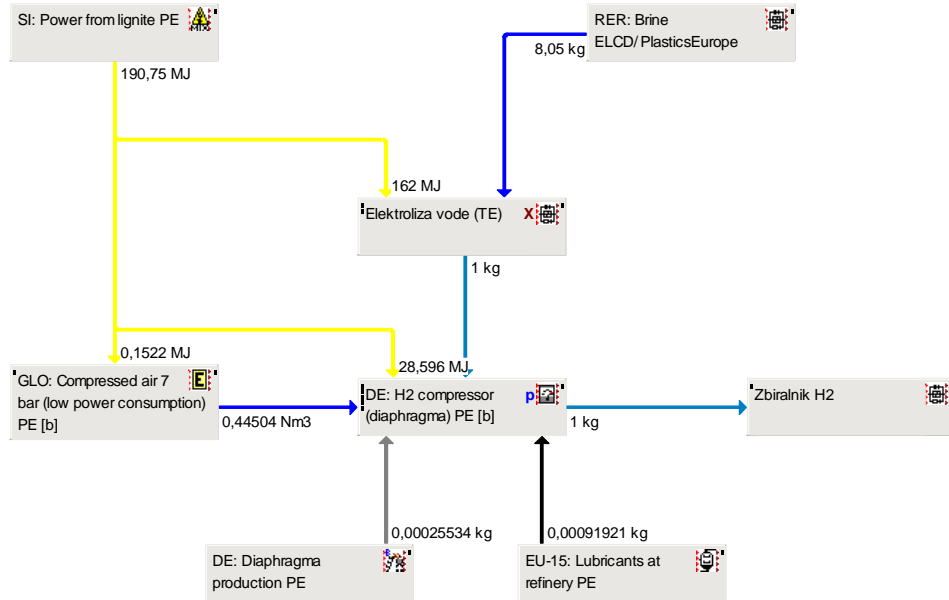 SI: Power from lignite PE
MIX
RER: Brine
ELCD/PlasticsEurope
190,75 MJ
8,05 kg
162 MJ
Elektroliza vode (TE)
X
1 kg
0,1522 MJ
28,596 MJ
GLO: Compressed air 7
bar (low power consumption)
PE [b]
E
0,44504 Nm3
DE: H2 compressor
(diaphragma) PE [b]
p
1 kg
Zbiralnik H2
0,00025534 kg
0,00091921 kg
DE: Diaphragma
production PE
EU-15: Lubricants at
refinery PE